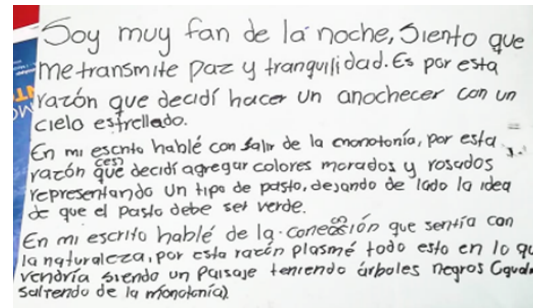 Soy muy fan de la noche, Siento que
me transmite Paz y tranquilidad. Es por esta
razón que decidí hacer un anochecer con un
cielo estrellado.
En mi escrito hablé con salir de la monotonía, por esta
razón que decidí agregar colores morados y rosados
representando un tipo de pasto, dejando de lado la idea
de que el pasto debe ser verde.
En mi escrito hablé de la conección que sentía con
la naturaleza, por esta razón plasmé todo esto en lo qu
vendría siendo un Paisaje teniendo árboles negros
saliendo de la monotonía).